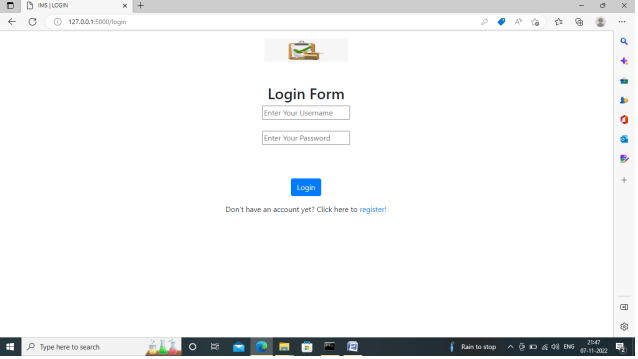 IMS | LOGIN
127.0.0.1:5000/login
Login Form
Enter Your Username
Enter Your Password
Login
Don't have an account yet? Click here to register!
Type here to search
Rain to stop
ENG
21:47
07-11-2022